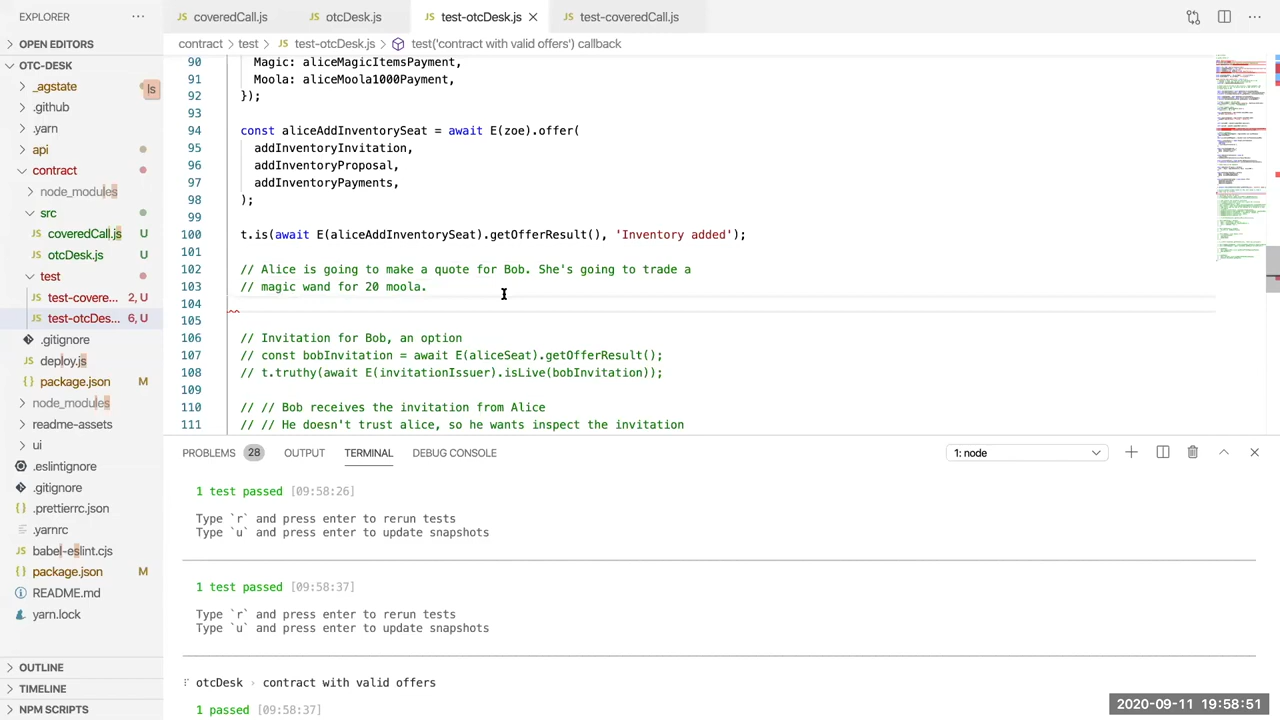 EXPLORER
OPEN EDITORS
OTC-DESK
_agstate
ls
.github
.yarn
api
contract
node_modules
src
coveredCall.js U
otcDesk.js U
test
test-covere... 2, U
test-otcDes... 6, U
.gitignore
deploy.js
package.json M
node_modules
readme-assets
ui
.eslintignore
.gitignore
.prettierrc.json
.yarnrc
babel-eslint.cjs
package.json M
README.md
yarn.lock
OUTLINE
TIMELINE
NPM SCRIPTS
coveredCall.js
otcDesk.js
test-otcDesk.js
test-coveredCall.js
contract > test > test-otcDesk.js > test('contract with valid offers') callback
90 Magic: aliceMagicItemsPayment,
91 Moola: aliceMoola100Payment,
92 });
93
94 const aliceAddInventorySeat = await E(zoe).offer(
95 addInventoryInvitation,
96 addInventoryProposal,
97 addInventoryPayments,
98 );
99
100 t.is(await E(aliceAddInventorySeat).getOfferResult(), 'Inventory added');
101
102 // Alice is going to make a quote for Bob. She's going to trade a
103 // magic wand for 20 moola.
104
105
106 // Invitation for Bob, an option
107 // const bobInvitation = await E(aliceSeat).getOfferResult();
108 // t.truthy(await E(invitationIssuer).isLive(bobInvitation));
109
110 // // Bob receives the invitation from Alice
111 // // He doesn't trust alice, so he wants inspect the invitation
PROBLEMS 28 OUTPUT TERMINAL DEBUG CONSOLE
1: node
1 test passed [09:58:26]
Type `r` and press enter to rerun tests
Type `u` and press enter to update snapshots
1 test passed [09:58:37]
Type `r` and press enter to rerun tests
Type `u` and press enter to update snapshots
otcDesk › contract with valid offers
1 passed [09:58:37]
2020-09-11 19:58:51